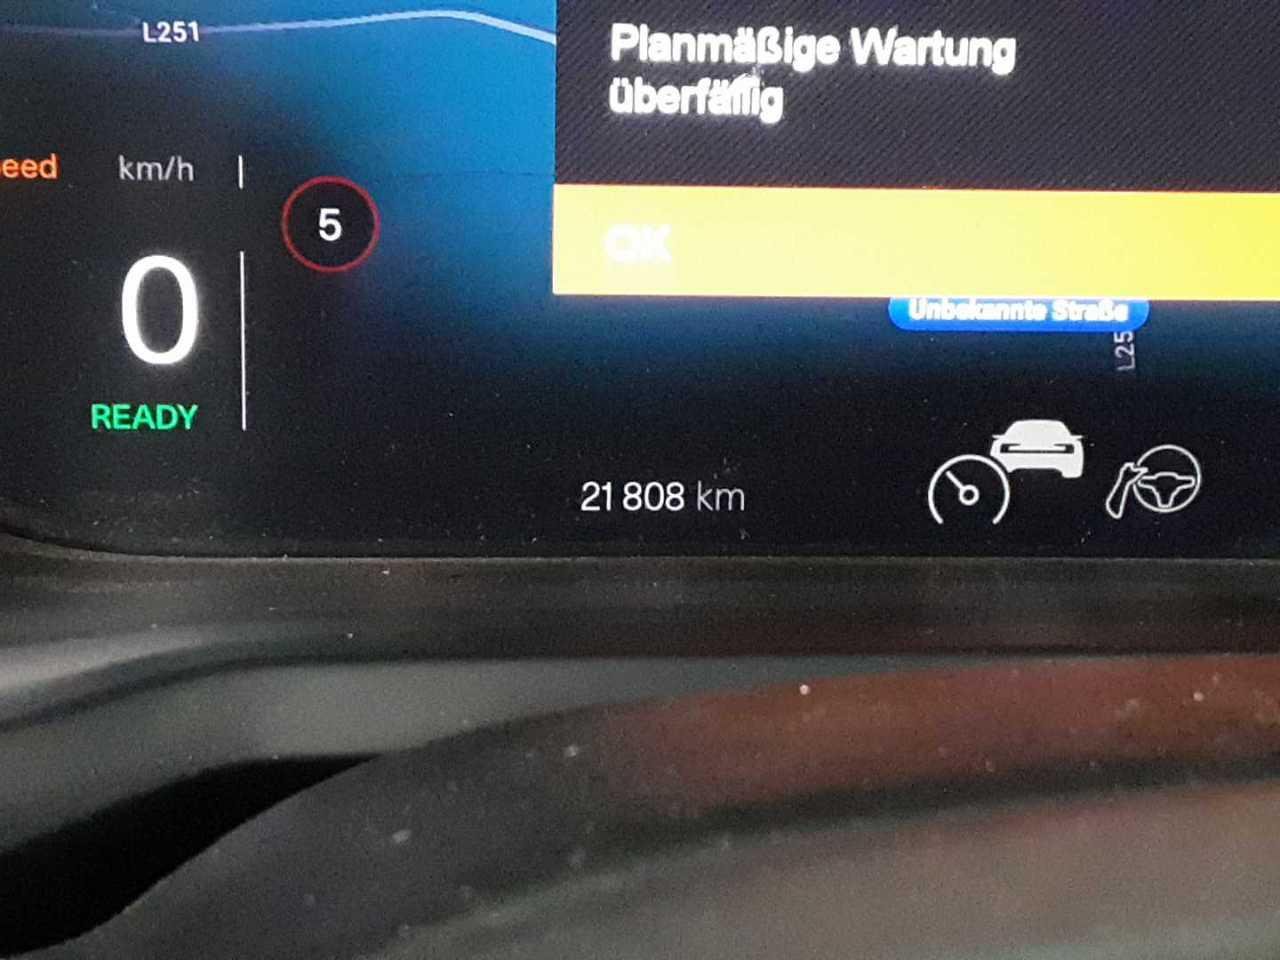 L251
Planmäßige Wartung
überfällig
eed km/h
5
OK
0
Unbekannte Straße
L25
READY
21 808 km